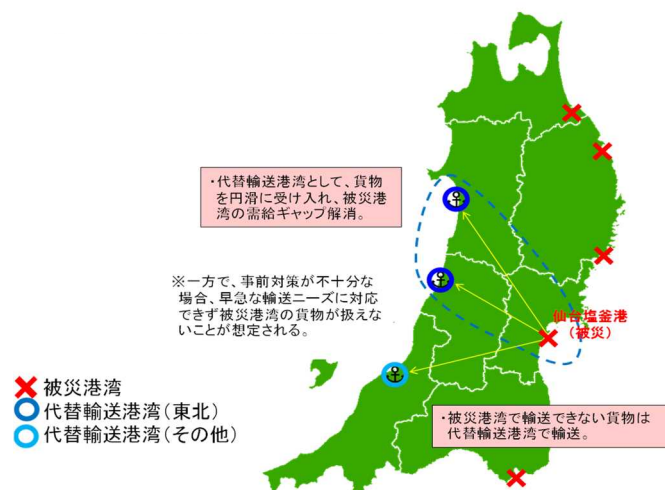 ・代替輸送港湾として、貨物
を円滑に受け入れ、被災港
湾の需給ギャップ解消。
※一方で、事前対策が不十分な
場合、早急な輸送ニーズに対応
できず被災港湾の貨物が扱えな
いことが想定される。
仙台塩釜港
（被災）
被災港湾
代替輸送港湾（東北）
代替輸送港湾（その他）
・被災港湾で輸送できない貨物は
代替輸送港湾で輸送。